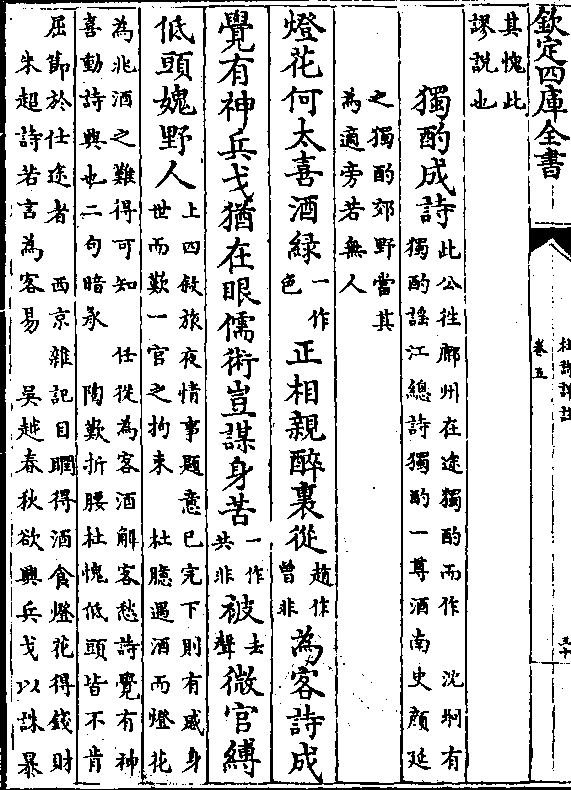 欽定四庫全書
杜詩詳註
卷五
三十
其愧此
謬説也
獨酌成詩此公往鄜州在途獨酌而作 沈炯有
獨酌謡江總詩獨酌一尊酒南史顔延
之獨酌郊野當其
為適旁若無人
燈花何太喜酒緑一作色正相親醉裏從趙作曾非為客詩成
覺有神兵戈猶在眼儒術豈謀身苦一作共非被去聲微官縛
低頭媿野人上四敘旅夜情事題意已完下則有感身
世而歎一官之拘束 杜臆遇酒而燈花
為兆酒之難得可知 任從為客酒解客愁詩覺有神
喜動詩興也二句暗承 陶歎折腰杜愧低頭皆不肯
屈節於仕途者 西京雜記目瞤得酒食燈花得錢財
朱超詩若言為客易 吳越春秋欲興兵戈以誅暴